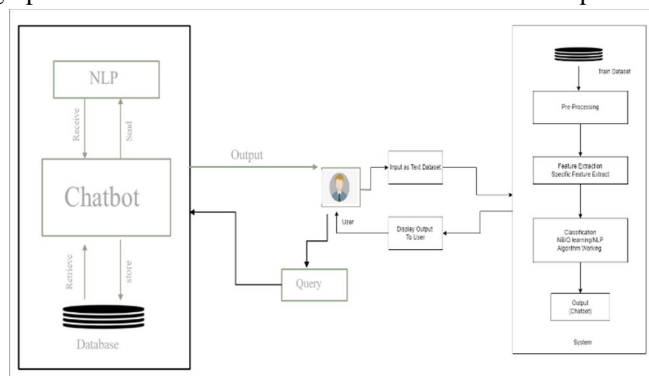 NLP
Receive
Send
Chatbot
Retrieve
store
Database
Output
User
Query
Input as Text Dataset
Display Output
To User
Train Dataset
Pre-Processing
Feature Extraction
Specific Feature Extract
Classification
NB/Q learning/NLP
Algorithm Working
Output
(Chatbot)
System